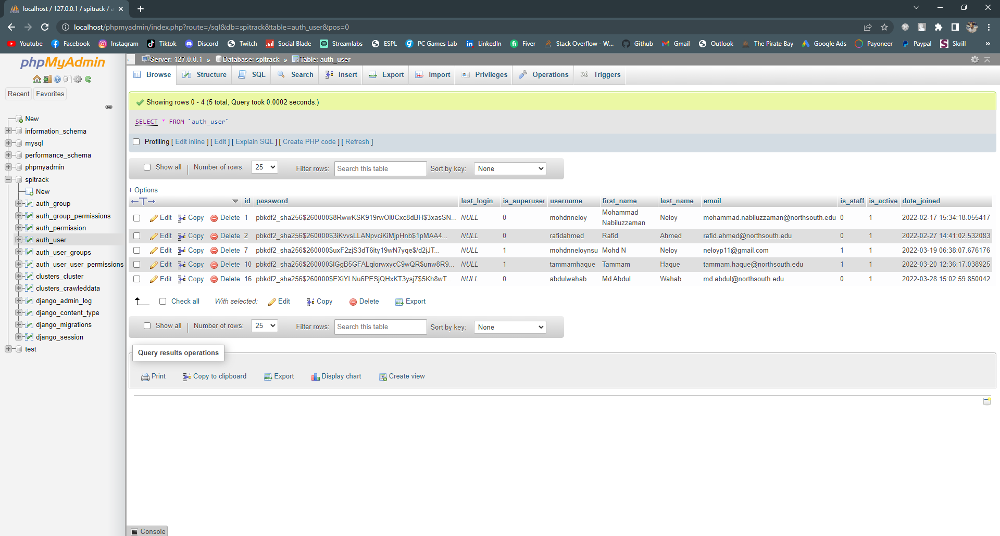 localhost / 127.0.0.1 / spitrack / a
localhost/phpmyadmin/index.php?route=/sql&db=spitrack&table=auth_user&pos=0
Youtube Facebook Instagram Tiktok Discord Twitch Social Blade Streamlabs ESPL PC Games Lab LinkedIn Fiver Stack Overflow - W... Github Gmail Outlook The Pirate Bay Google Ads Payoneer Paypal Skrill »
phpMyAdmin
Recent Favorites
New
information_schema
mysql
performance_schema
phpmyadmin
spitrack
New
auth_group
auth_group_permissions
auth_permission
auth_user
auth_user_groups
auth_user_user_permissions
clusters_cluster
clusters_crawleddata
django_admin_log
django_content_type
django_migrations
django_session
test
Server: 127.0.0.1 » Database: spitrack » Table: auth_user
Browse Structure SQL Search Insert Export Import Privileges Operations Triggers
Showing rows 0 - 4 (5 total, Query took 0.0002 seconds.)
SELECT * FROM `auth_user`
Profiling [ Edit inline ] [ Edit ] [ Explain SQL ] [ Create PHP code ] [ Refresh ]
Show all Number of rows: 25 Filter rows: Search this table Sort by key: None
+ Options
←T→ id password last_login is_superuser username first_name last_name email is_staff is_active date_joined
Edit Copy Delete 1 pbkdf2_sha256$260000$8RwwKSK919rwOi0Cxc8dBH$3xasSN... NULL 0 mohdnneloy Mohammad Nabiluzzaman Neloy mohammad.nabiluzzaman@northsouth.edu 0 1 2022-02-17 15:34:18.055417
Edit Copy Delete 2 pbkdf2_sha256$260000$3iKvvsLLANpvciKiMjpHnb$1pMAA4... NULL 0 rafidahmed Rafid Ahmed rafid.ahmed@northsouth.edu 0 1 2022-02-27 14:41:02.532083
Edit Copy Delete 7 pbkdf2_sha256$260000$uxF2zjS3dT6ity19wN7yqe$/d2jJT... NULL 1 mohdnneloynsu Mohd N Neloy neloyp11@gmail.com 1 1 2022-03-19 06:38:07.676176
Edit Copy Delete 10 pbkdf2_sha256$260000$lGgB5GFALqiorwxycC9wQR$unw8R9... NULL 1 tammamhaque Tammam Haque tammam.haque@northsouth.edu 1 1 2022-03-20 12:36:17.038925
Edit Copy Delete 16 pbkdf2_sha256$260000$EXiYLNu6PESjQHxKT3ysj7$5Kh8wT... NULL 0 abdulwahab Md Abdul Wahab md.abdul@northsouth.edu 0 1 2022-03-28 15:02:59.850042
Check all With selected: Edit Copy Delete Export
Show all Number of rows: 25 Filter rows: Search this table Sort by key: None
Query results operations
Print Copy to clipboard Export Display chart Create view
Console